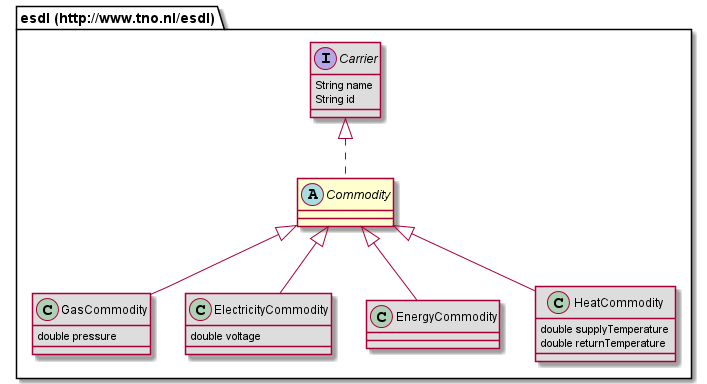 esdl (http://www.tno.nl/esdl)
I Carrier
String name
String id
A Commodity
C GasCommodity
double pressure
C ElectricityCommodity
double voltage
C EnergyCommodity
C HeatCommodity
double supplyTemperature
double returnTemperature